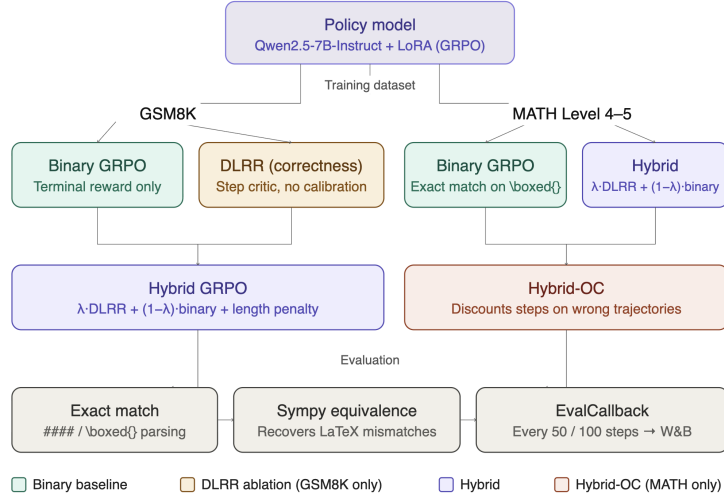 Policy model
Qwen2.5-7B-Instruct + LoRA (GRPO)
Training dataset
GSM8K
MATH Level 4–5
Binary GRPO
Terminal reward only
DLRR (correctness)
Step critic, no calibration
Binary GRPO
Exact match on \boxed{}
Hybrid
λ·DLRR + (1−λ)·binary
Hybrid GRPO
λ·DLRR + (1−λ)·binary + length penalty
Hybrid-OC
Discounts steps on wrong trajectories
Evaluation
Exact match
#### / \boxed{} parsing
Sympy equivalence
Recovers LaTeX mismatches
EvalCallback
Every 50 / 100 steps → W&B
Binary baseline
DLRR ablation (GSM8K only)
Hybrid
Hybrid-OC (MATH only)